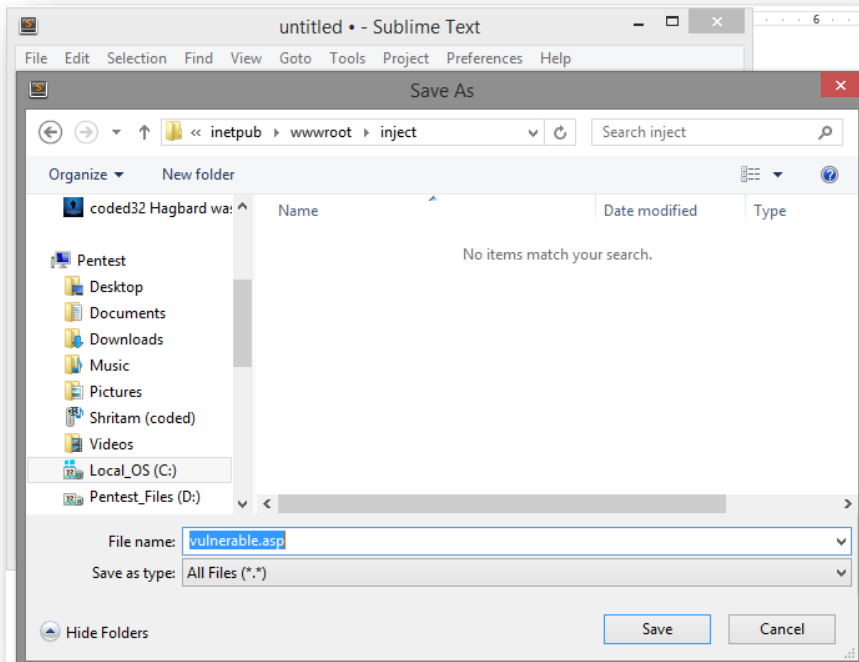 untitled • - Sublime Text
6
File Edit Selection Find View Goto Tools Project Preferences Help
Save As
« inetpub wwwroot inject
Search inject
Organize New folder
coded32 Hagbard was
Name Date modified Type
No items match your search.
Pentest
Desktop
Documents
Downloads
Music
Pictures
Shritam (coded)
Videos
Local_OS (C:)
Pentest_Files (D:)
File name: vulnerable.asp
Save as type: All Files (*.*)
Hide Folders Save Cancel